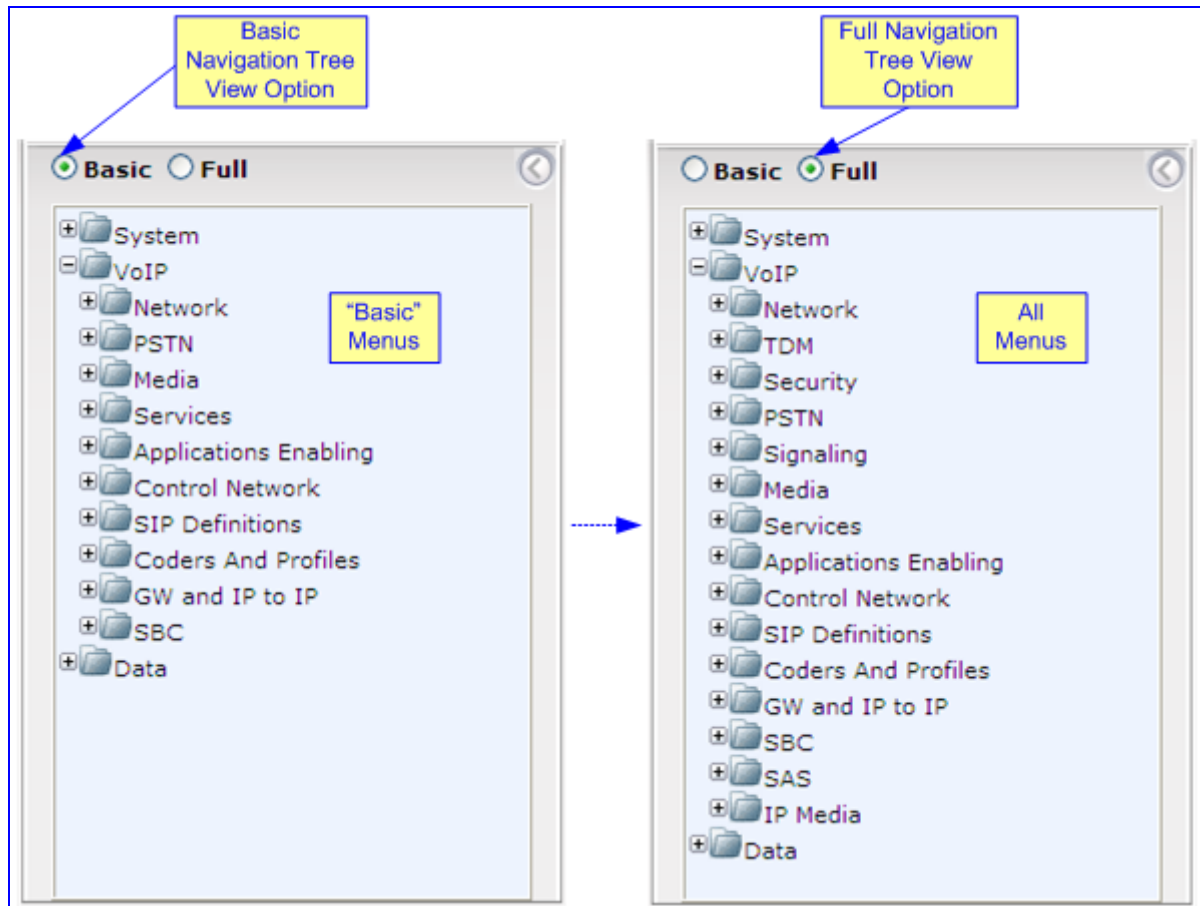 Basic
Navigation Tree
View Option
Full Navigation
Tree View
Option
Basic Full
System
VoIP
Network
PSTN
Media
Services
Applications Enabling
Control Network
SIP Definitions
Coders And Profiles
GW and IP to IP
SBC
Data
“Basic”
Menus
Basic Full
System
VoIP
Network
TDM
Security
PSTN
Signaling
Media
Services
Applications Enabling
Control Network
SIP Definitions
Coders And Profiles
GW and IP to IP
SBC
SAS
IP Media
Data
All
Menus